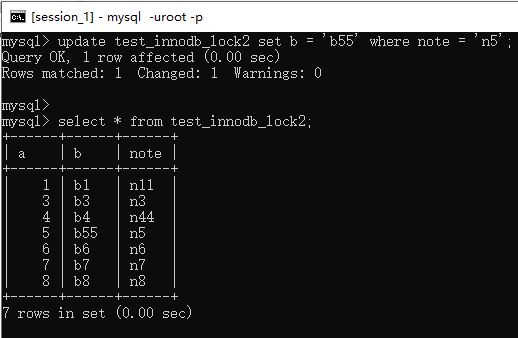 [session_1] - mysql -uroot -p
mysql> update test_innodb_lock2 set b = 'b55' where note = 'n5';
Query OK, 1 row affected (0.00 sec)
Rows matched: 1  Changed: 1  Warnings: 0
mysql>
mysql> select * from test_innodb_lock2;
+------+------+------+
| a    | b    | note |
+------+------+------+
|    1 | b1   | n11  |
|    3 | b3   | n3   |
|    4 | b4   | n44  |
|    5 | b55  | n5   |
|    6 | b6   | n6   |
|    7 | b7   | n7   |
|    8 | b8   | n8   |
+------+------+------+
7 rows in set (0.00 sec)